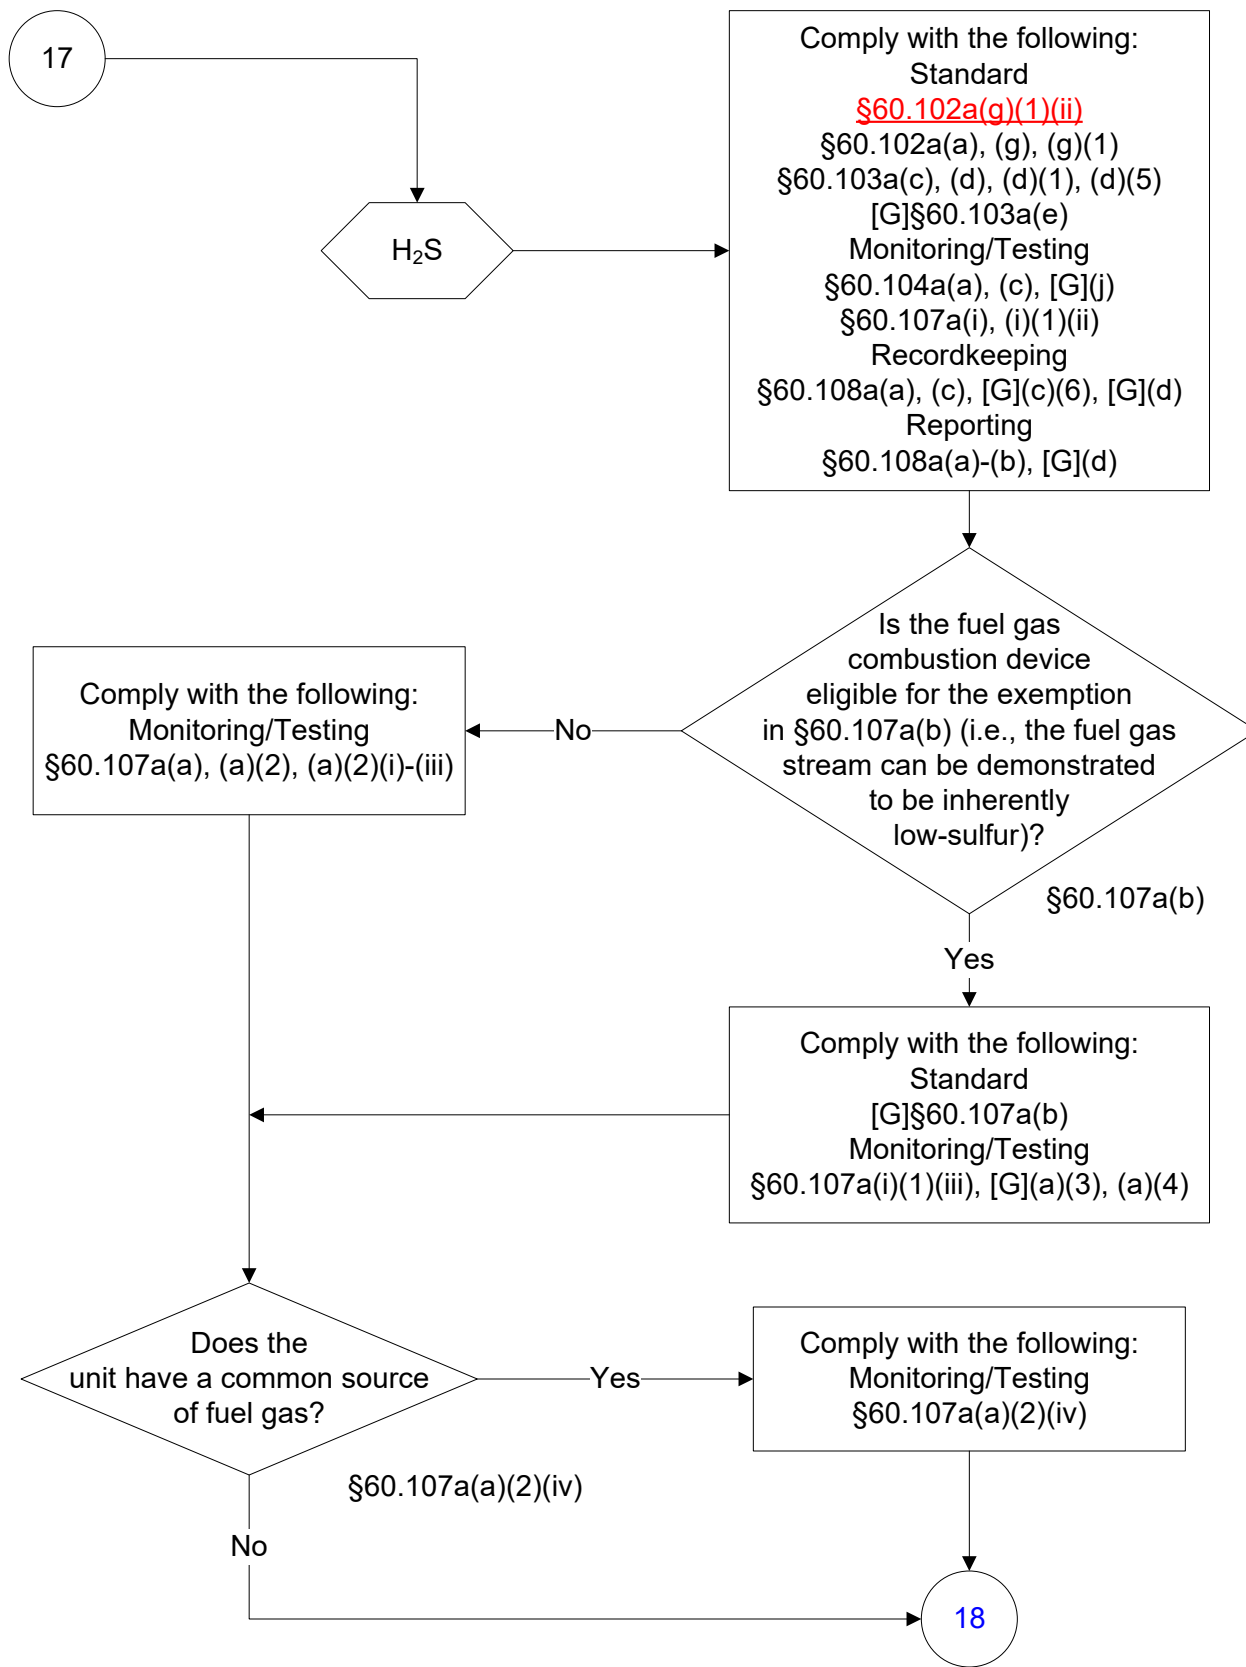 17
H₂S
Comply with the following:
Standard
§60.102a(g)(1)(ii)
§60.102a(a), (g), (g)(1)
§60.103a(c), (d), (d)(1), (d)(5)
[G]§60.103a(e)
Monitoring/Testing
§60.104a(a), (c), [G](j)
§60.107a(i), (i)(1)(ii)
Recordkeeping
§60.108a(a), (c), [G](c)(6), [G](d)
Reporting
§60.108a(a)-(b), [G](d)
Is the fuel gas
combustion device
eligible for the exemption
in §60.107a(b) (i.e., the fuel gas
stream can be demonstrated
to be inherently
low-sulfur)?
§60.107a(b)
No
Comply with the following:
Monitoring/Testing
§60.107a(a), (a)(2), (a)(2)(i)-(iii)
Yes
Comply with the following:
Standard
[G]§60.107a(b)
Monitoring/Testing
§60.107a(i)(1)(iii), [G](a)(3), (a)(4)
Does the
unit have a common source
of fuel gas?
§60.107a(a)(2)(iv)
Yes
Comply with the following:
Monitoring/Testing
§60.107a(a)(2)(iv)
No
18